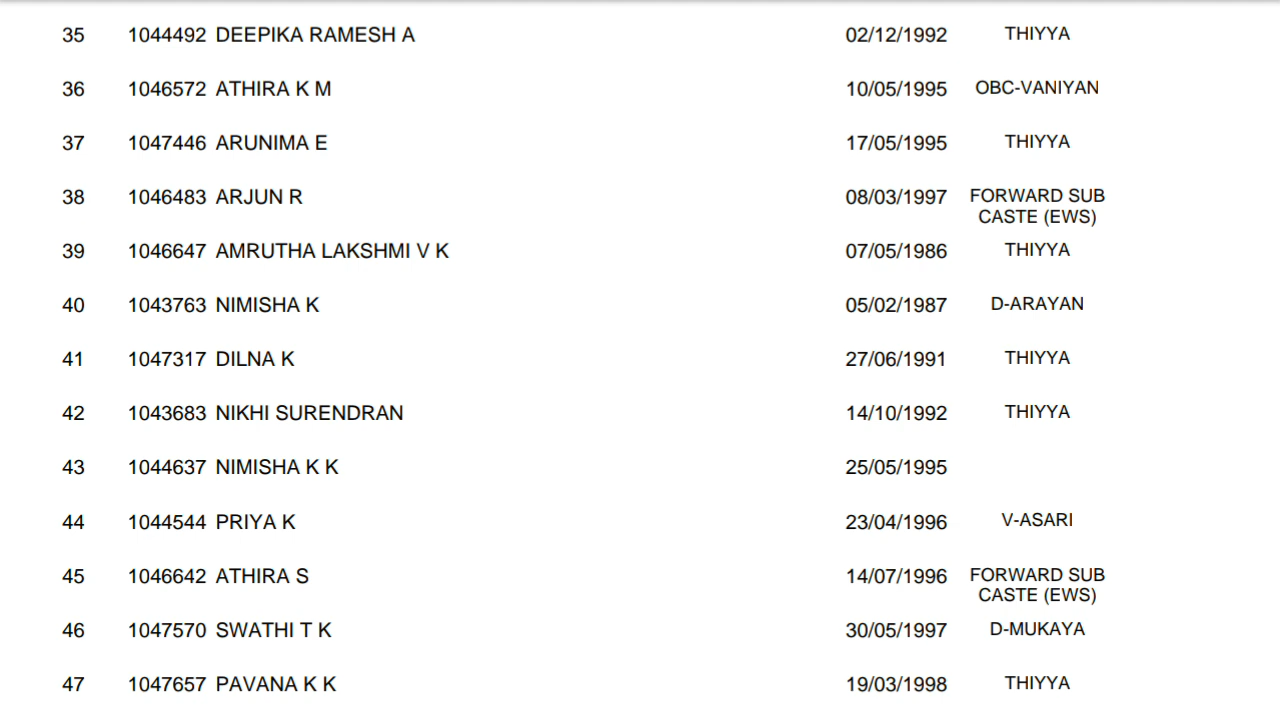 35 1044492 DEEPIKA RAMESH A 02/12/1992 THIYYA
36 1046572 ATHIRA K M 10/05/1995 OBC-VANIYAN
37 1047446 ARUNIMA E 17/05/1995 THIYYA
38 1046483 ARJUN R 08/03/1997 FORWARD SUB
CASTE (EWS)
39 1046647 AMRUTHA LAKSHMI V K 07/05/1986 THIYYA
40 1043763 NIMISHA K 05/02/1987 D-ARAYAN
41 1047317 DILNA K 27/06/1991 THIYYA
42 1043683 NIKHI SURENDRAN 14/10/1992 THIYYA
43 1044637 NIMISHA K K 25/05/1995
44 1044544 PRIYA K 23/04/1996 V-ASARI
45 1046642 ATHIRA S 14/07/1996 FORWARD SUB
CASTE (EWS)
46 1047570 SWATHI T K 30/05/1997 D-MUKAYA
47 1047657 PAVANA K K 19/03/1998 THIYYA